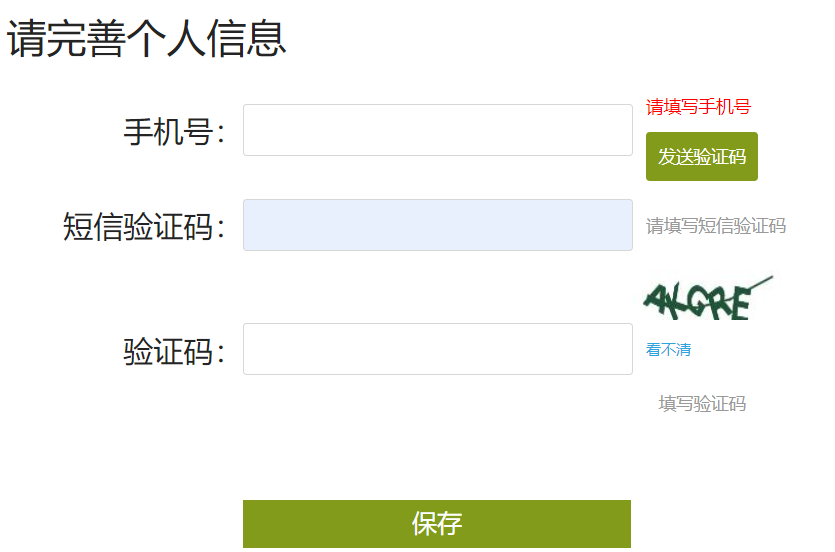 请完善个人信息
请填写手机号
手机号：
发送验证码
短信验证码：
请填写短信验证码
验证码：
看不清
填写验证码
保存